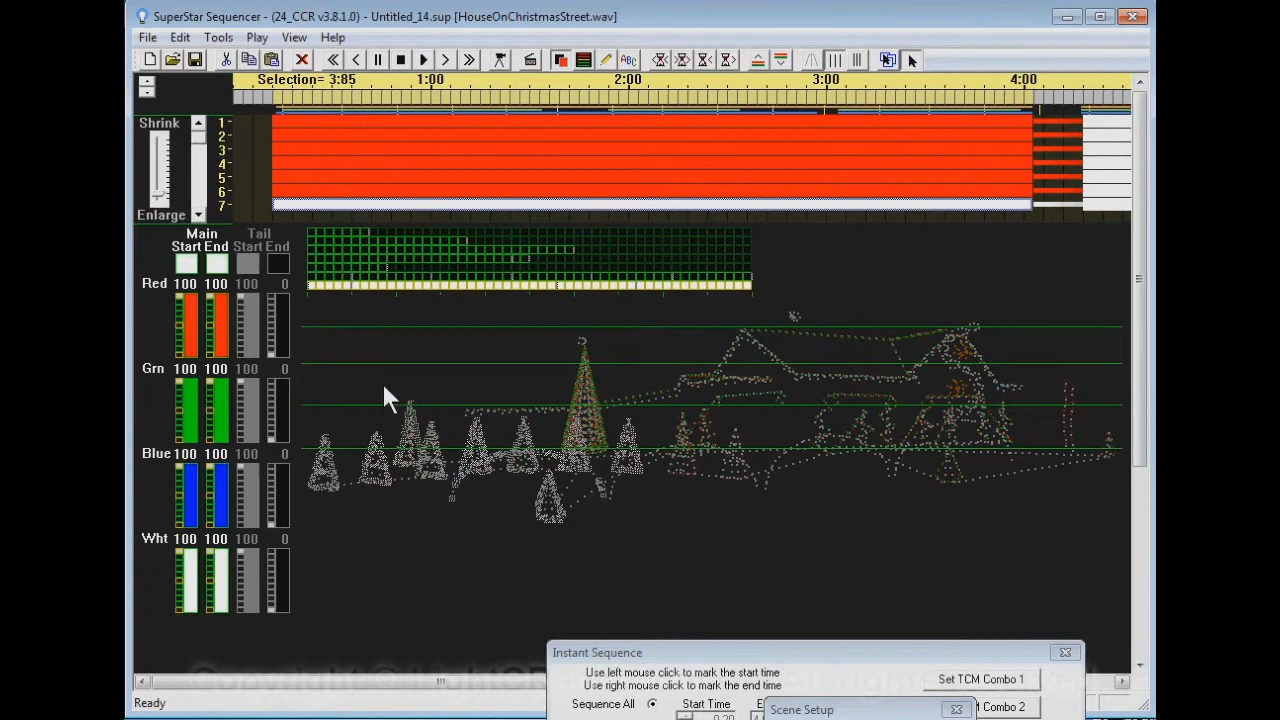 SuperStar Sequencer - (24_CCR v3.8.1.0) - Untitled_14.sup [HouseOnChristmasStreet.wav]
File Edit Tools Play View Help
ABC
Selection= 3:85 1:00 2:00 3:00 4:00
Shrink
1
2
3
4
5
6
7
Enlarge
Main Tail
Start End Start End
Red 100 100 100 0
Grn 100 100 100 0
Blue 100 100 100 0
Wht 100 100 100 0
Instant Sequence
Use left mouse click to mark the start time
Use right mouse click to mark the end time
Set TCM Combo 1
Sequence All Start Time
Combo 2
0.20
Scene Setup
Ready